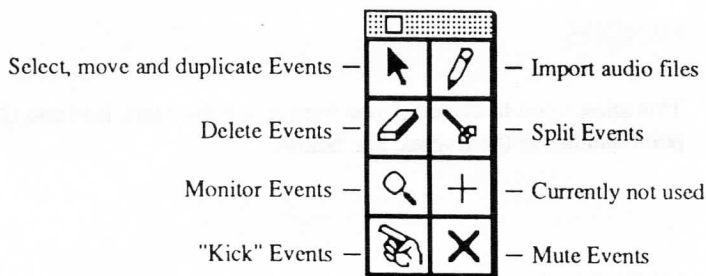 Select, move and duplicate Events – – Import audio files
Delete Events – – Split Events
Monitor Events – – Currently not used
"Kick" Events – – Mute Events